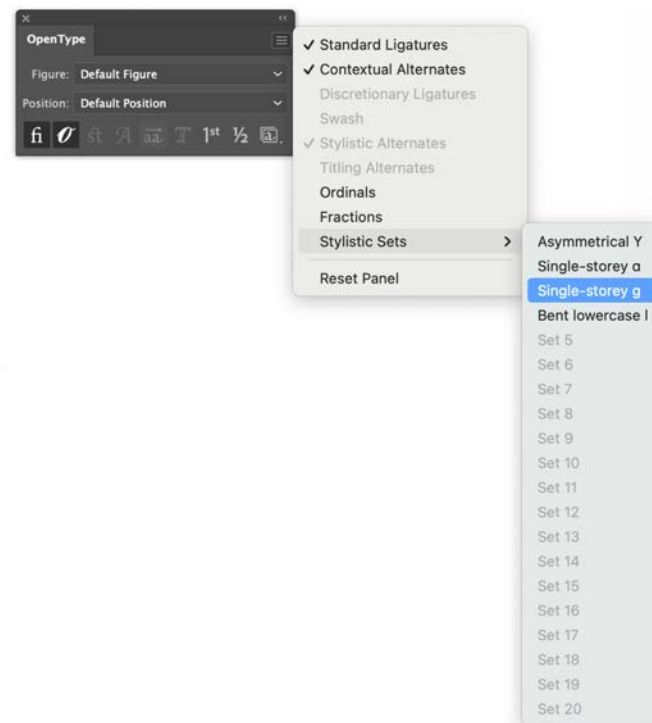 OpenType
Figure: Default Figure
Position: Default Position
fi O st A aa T 1st ½ a
✓ Standard Ligatures
✓ Contextual Alternates
Discretionary Ligatures
Swash
✓ Stylistic Alternates
Titling Alternates
Ordinals
Fractions
Stylistic Sets
Reset Panel
Asymmetrical Y
Single-storey ɑ
Single-storey g
Bent lowercase l
Set 5
Set 6
Set 7
Set 8
Set 9
Set 10
Set 11
Set 12
Set 13
Set 14
Set 15
Set 16
Set 17
Set 18
Set 19
Set 20